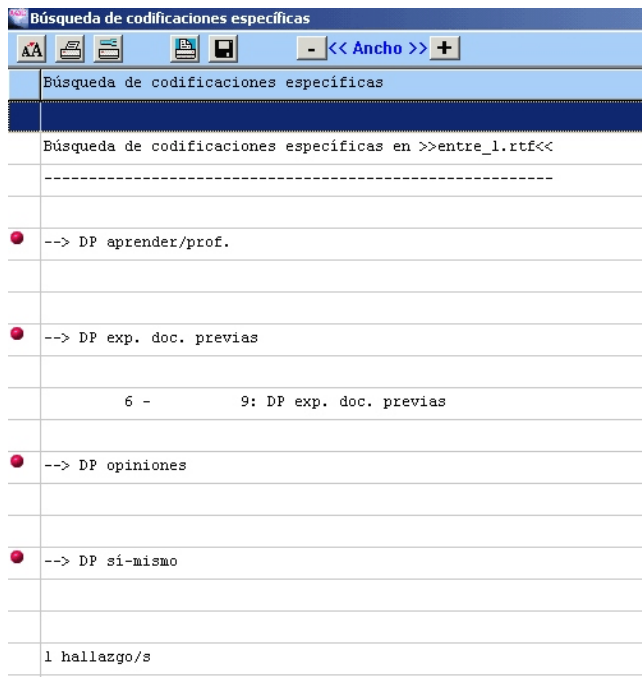 Búsqueda de codificaciones específicas
AA - << Ancho >> +
Búsqueda de codificaciones específicas
Búsqueda de codificaciones específicas en >>entre_1.rtf<<
---------------------------------------------------------
--> DP aprender/prof.
--> DP exp. doc. previas
6 - 9: DP exp. doc. previas
--> DP opiniones
--> DP sí-mismo
1 hallazgo/s